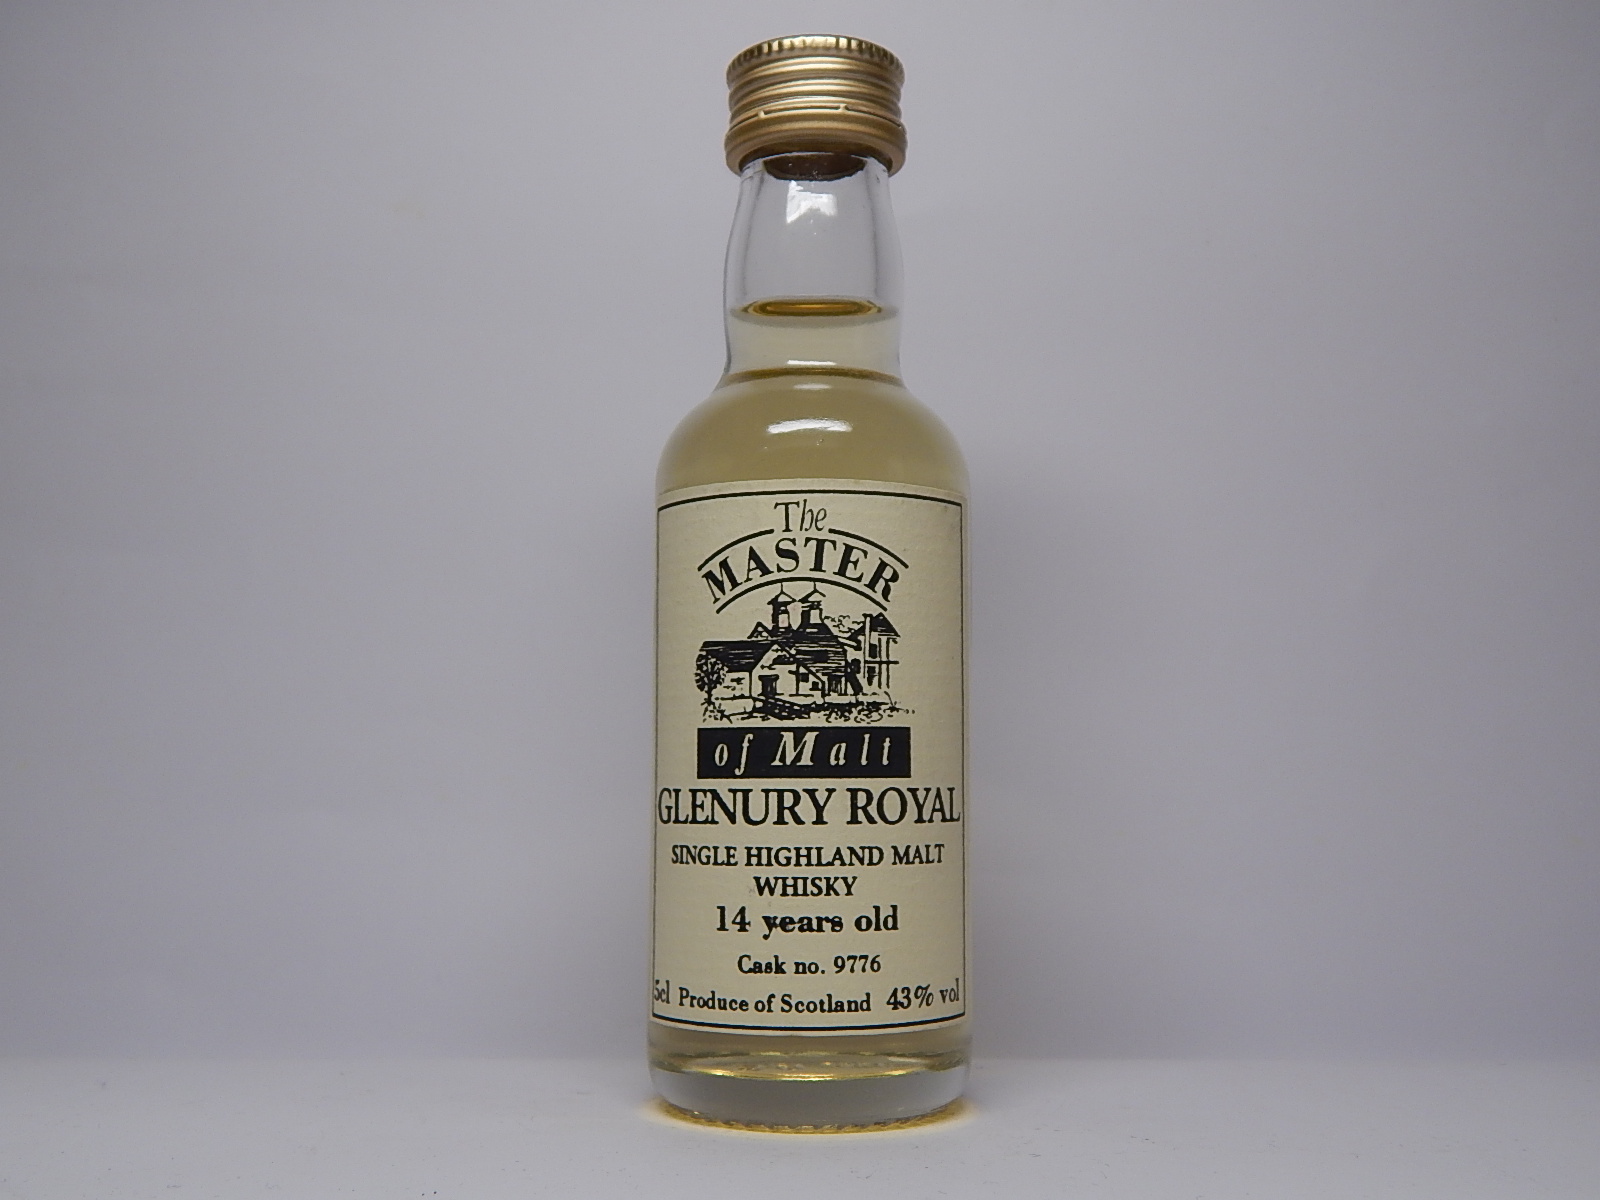 The
MASTER
of Malt
GLENURY ROYAL
SINGLE HIGHLAND MALT
WHISKY
14 years old
Cask no. 9776
5cl Produce of Scotland 43% vol